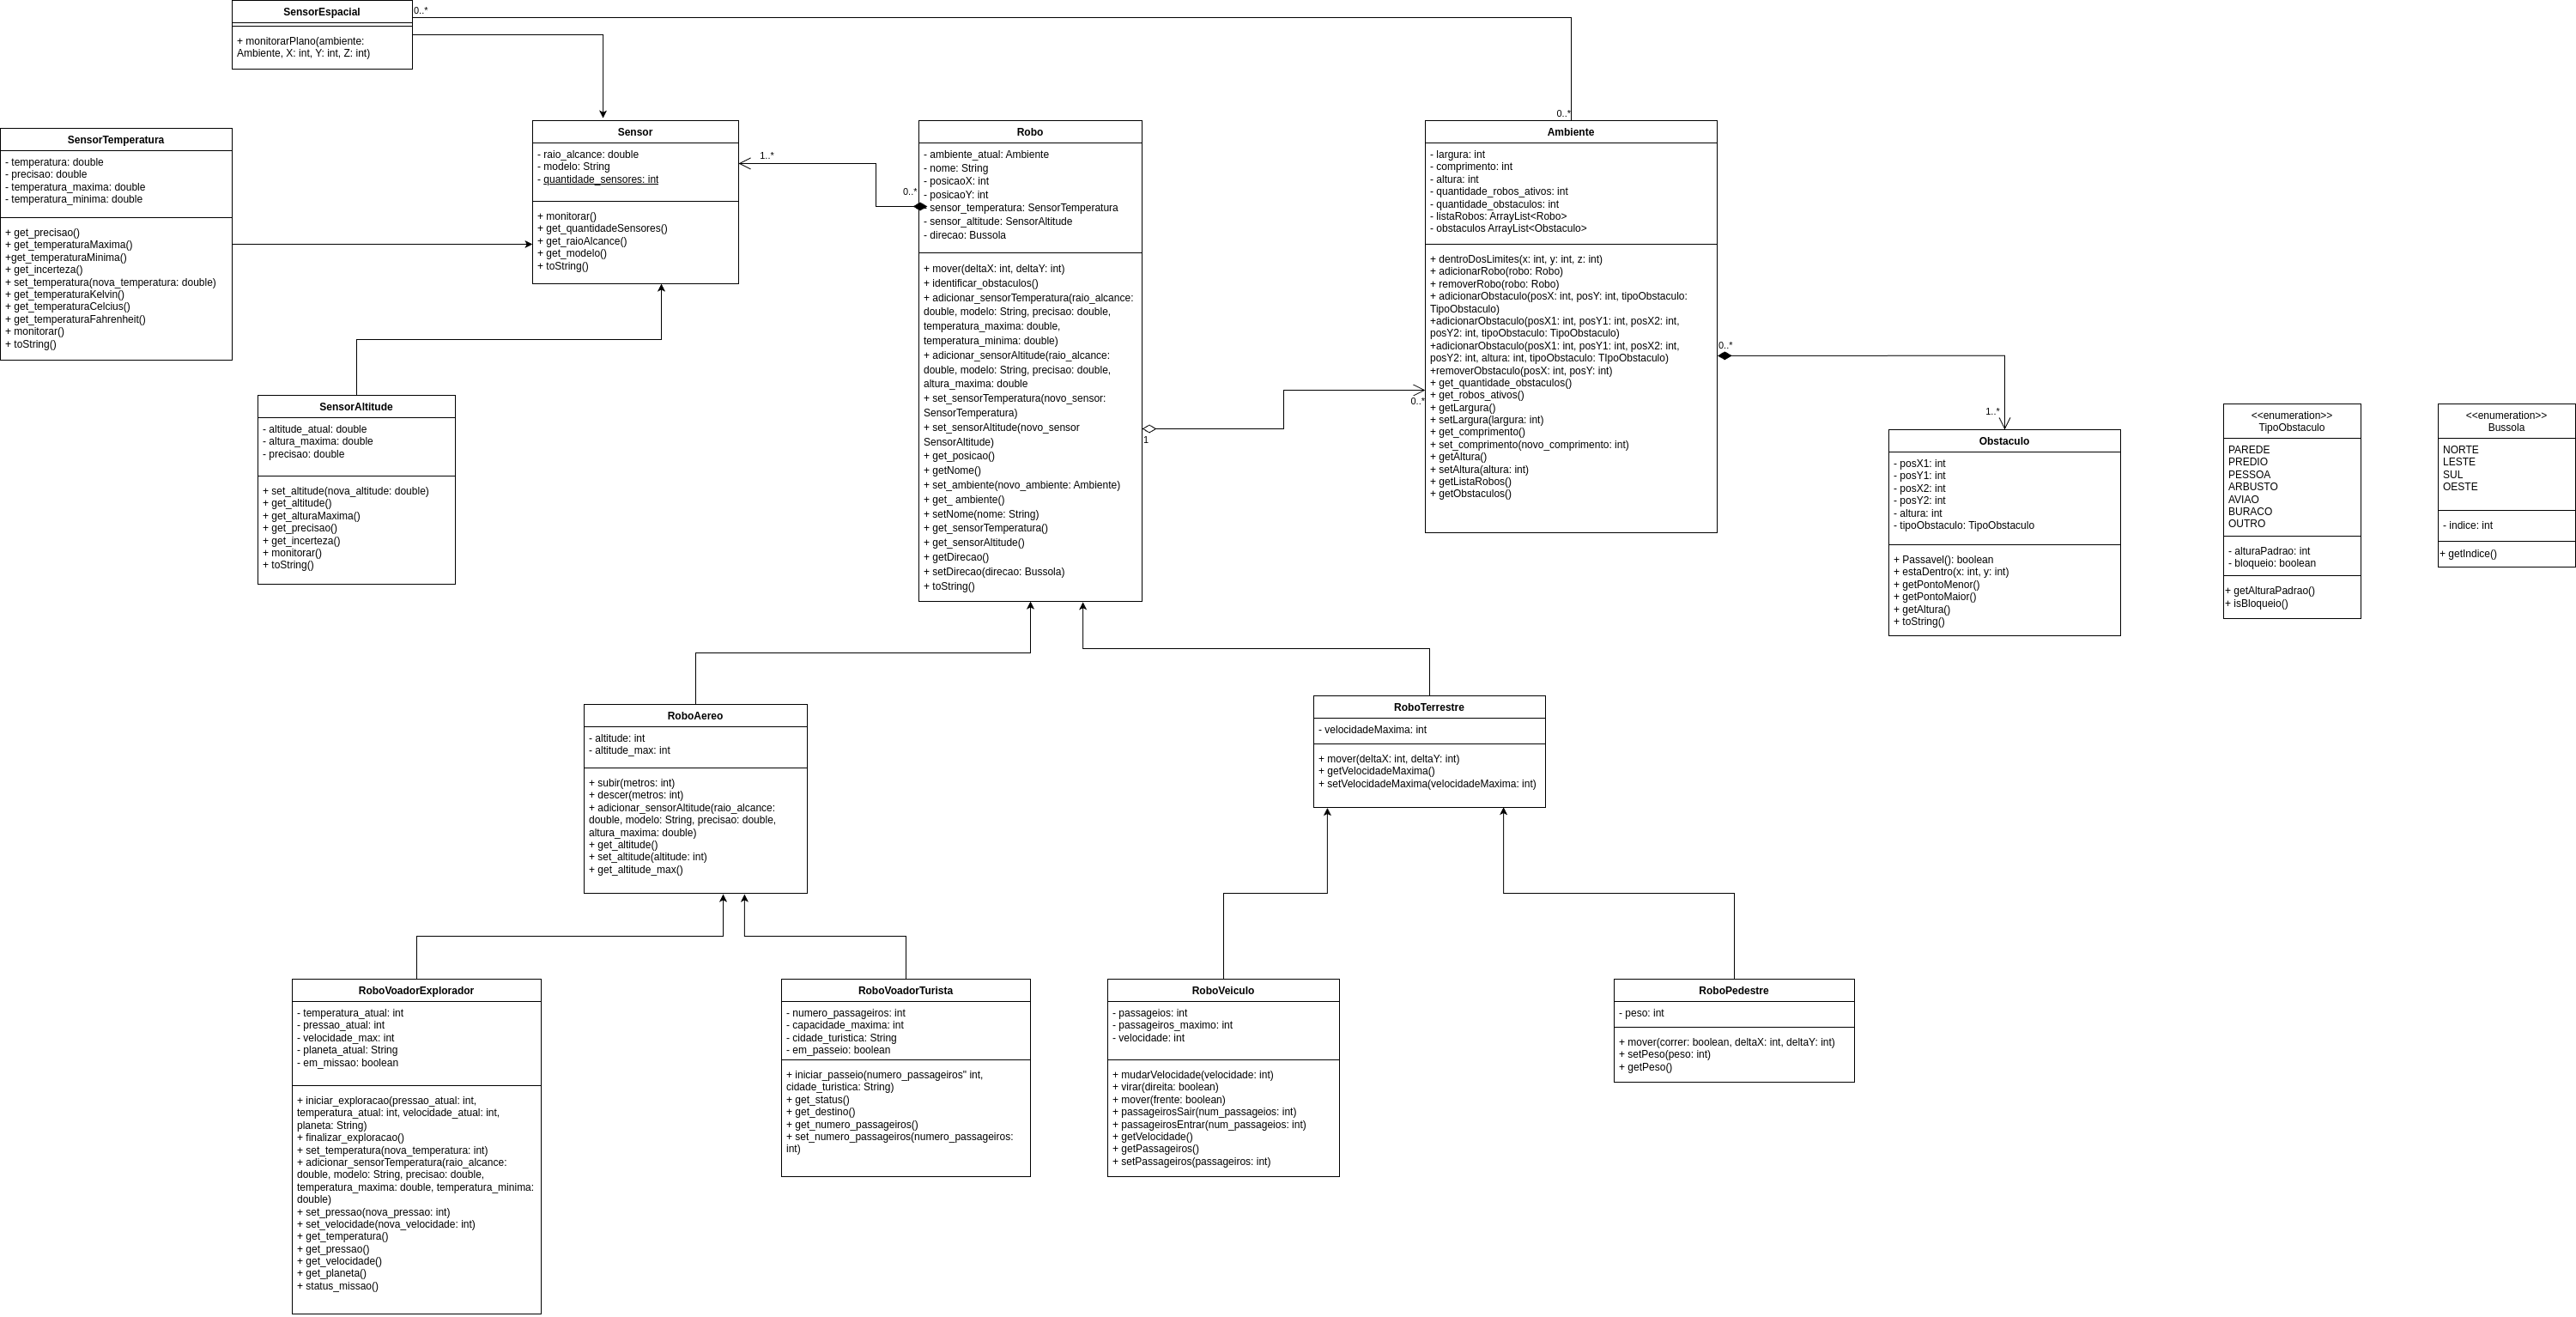 SensorEspacial
+ monitorarPlano(ambiente:
Ambiente, X: int, Y: int, Z: int)
0..*
0..*
SensorTemperatura
- temperatura: double
- precisao: double
- temperatura_maxima: double
- temperatura_minima: double
+ get_precisao()
+ get_temperaturaMaxima()
+get_temperaturaMinima()
+ get_incerteza()
+ set_temperatura(nova_temperatura: double)
+ get_temperaturaKelvin()
+ get_temperaturaCelcius()
+ get_temperaturaFahrenheit()
+ monitorar()
+ toString()
Sensor
- raio_alcance: double
- modelo: String
- quantidade_sensores: int
+ monitorar()
+ get_quantidadeSensores()
+ get_raioAlcance()
+ get_modelo()
+ toString()
1..*
0..*
Robo
- ambiente_atual: Ambiente
- nome: String
- posicaoX: int
- posicaoY: int
- sensor_temperatura: SensorTemperatura
- sensor_altitude: SensorAltitude
- direcao: Bussola
+ mover(deltaX: int, deltaY: int)
+ identificar_obstaculos()
+ adicionar_sensorTemperatura(raio_alcance:
double, modelo: String, precisao: double,
temperatura_maxima: double,
temperatura_minima: double)
+ adicionar_sensorAltitude(raio_alcance:
double, modelo: String, precisao: double,
altura_maxima: double
+ set_sensorTemperatura(novo_sensor:
SensorTemperatura)
+ set_sensorAltitude(novo_sensor
SensorAltitude)
+ get_posicao()
+ getNome()
+ set_ambiente(novo_ambiente: Ambiente)
+ get_ ambiente()
+ setNome(nome: String)
+ get_sensorTemperatura()
+ get_sensorAltitude()
+ getDirecao()
+ setDirecao(direcao: Bussola)
+ toString()
1
0..*
Ambiente
- largura: int
- comprimento: int
- altura: int
- quantidade_robos_ativos: int
- quantidade_obstaculos: int
- listaRobos: ArrayList<Robo>
- obstaculos ArrayList<Obstaculo>
+ dentroDosLimites(x: int, y: int, z: int)
+ adicionarRobo(robo: Robo)
+ removerRobo(robo: Robo)
+ adicionarObstaculo(posX: int, posY: int, tipoObstaculo:
TipoObstaculo)
+adicionarObstaculo(posX1: int, posY1: int, posX2: int,
posY2: int, tipoObstaculo: TipoObstaculo)
+adicionarObstaculo(posX1: int, posY1: int, posX2: int,
posY2: int, altura: int, tipoObstaculo: TIpoObstaculo)
+removerObstaculo(posX: int, posY: int)
+ get_quantidade_obstaculos()
+ get_robos_ativos()
+ getLargura()
+ setLargura(largura: int)
+ get_comprimento()
+ set_comprimento(novo_comprimento: int)
+ getAltura()
+ setAltura(altura: int)
+ getListaRobos()
+ getObstaculos()
0..*
1..*
SensorAltitude
- altitude_atual: double
- altura_maxima: double
- precisao: double
+ set_altitude(nova_altitude: double)
+ get_altitude()
+ get_alturaMaxima()
+ get_precisao()
+ get_incerteza()
+ monitorar()
+ toString()
Obstaculo
- posX1: int
- posY1: int
- posX2: int
- posY2: int
- altura: int
- tipoObstaculo: TipoObstaculo
+ Passavel(): boolean
+ estaDentro(x: int, y: int)
+ getPontoMenor()
+ getPontoMaior()
+ getAltura()
+ toString()
<<enumeration>>
TipoObstaculo
PAREDE
PREDIO
PESSOA
ARBUSTO
AVIAO
BURACO
OUTRO
- alturaPadrao: int
- bloqueio: boolean
+ getAlturaPadrao()
+ isBloqueio()
<<enumeration>>
Bussola
NORTE
LESTE
SUL
OESTE
- indice: int
+ getIndice()
RoboAereo
- altitude: int
- altitude_max: int
+ subir(metros: int)
+ descer(metros: int)
+ adicionar_sensorAltitude(raio_alcance:
double, modelo: String, precisao: double,
altura_maxima: double)
+ get_altitude()
+ set_altitude(altitude: int)
+ get_altitude_max()
RoboTerrestre
- velocidadeMaxima: int
+ mover(deltaX: int, deltaY: int)
+ getVelocidadeMaxima()
+ setVelocidadeMaxima(velocidadeMaxima: int)
RoboVoadorExplorador
- temperatura_atual: int
- pressao_atual: int
- velocidade_max: int
- planeta_atual: String
- em_missao: boolean
+ iniciar_exploracao(pressao_atual: int,
temperatura_atual: int, velocidade_atual: int,
planeta: String)
+ finalizar_exploracao()
+ set_temperatura(nova_temperatura: int)
+ adicionar_sensorTemperatura(raio_alcance:
double, modelo: String, precisao: double,
temperatura_maxima: double, temperatura_minima:
double)
+ set_pressao(nova_pressao: int)
+ set_velocidade(nova_velocidade: int)
+ get_temperatura()
+ get_pressao()
+ get_velocidade()
+ get_planeta()
+ status_missao()
RoboVoadorTurista
- numero_passageiros: int
- capacidade_maxima: int
- cidade_turistica: String
- em_passeio: boolean
+ iniciar_passeio(numero_passageiros" int,
cidade_turistica: String)
+ get_status()
+ get_destino()
+ get_numero_passageiros()
+ set_numero_passageiros(numero_passageiros:
int)
RoboVeiculo
- passageios: int
- passageiros_maximo: int
- velocidade: int
+ mudarVelocidade(velocidade: int)
+ virar(direita: boolean)
+ mover(frente: boolean)
+ passageirosSair(num_passageios: int)
+ passageirosEntrar(num_passageios: int)
+ getVelocidade()
+ getPassageiros()
+ setPassageiros(passageiros: int)
RoboPedestre
- peso: int
+ mover(correr: boolean, deltaX: int, deltaY: int)
+ setPeso(peso: int)
+ getPeso()